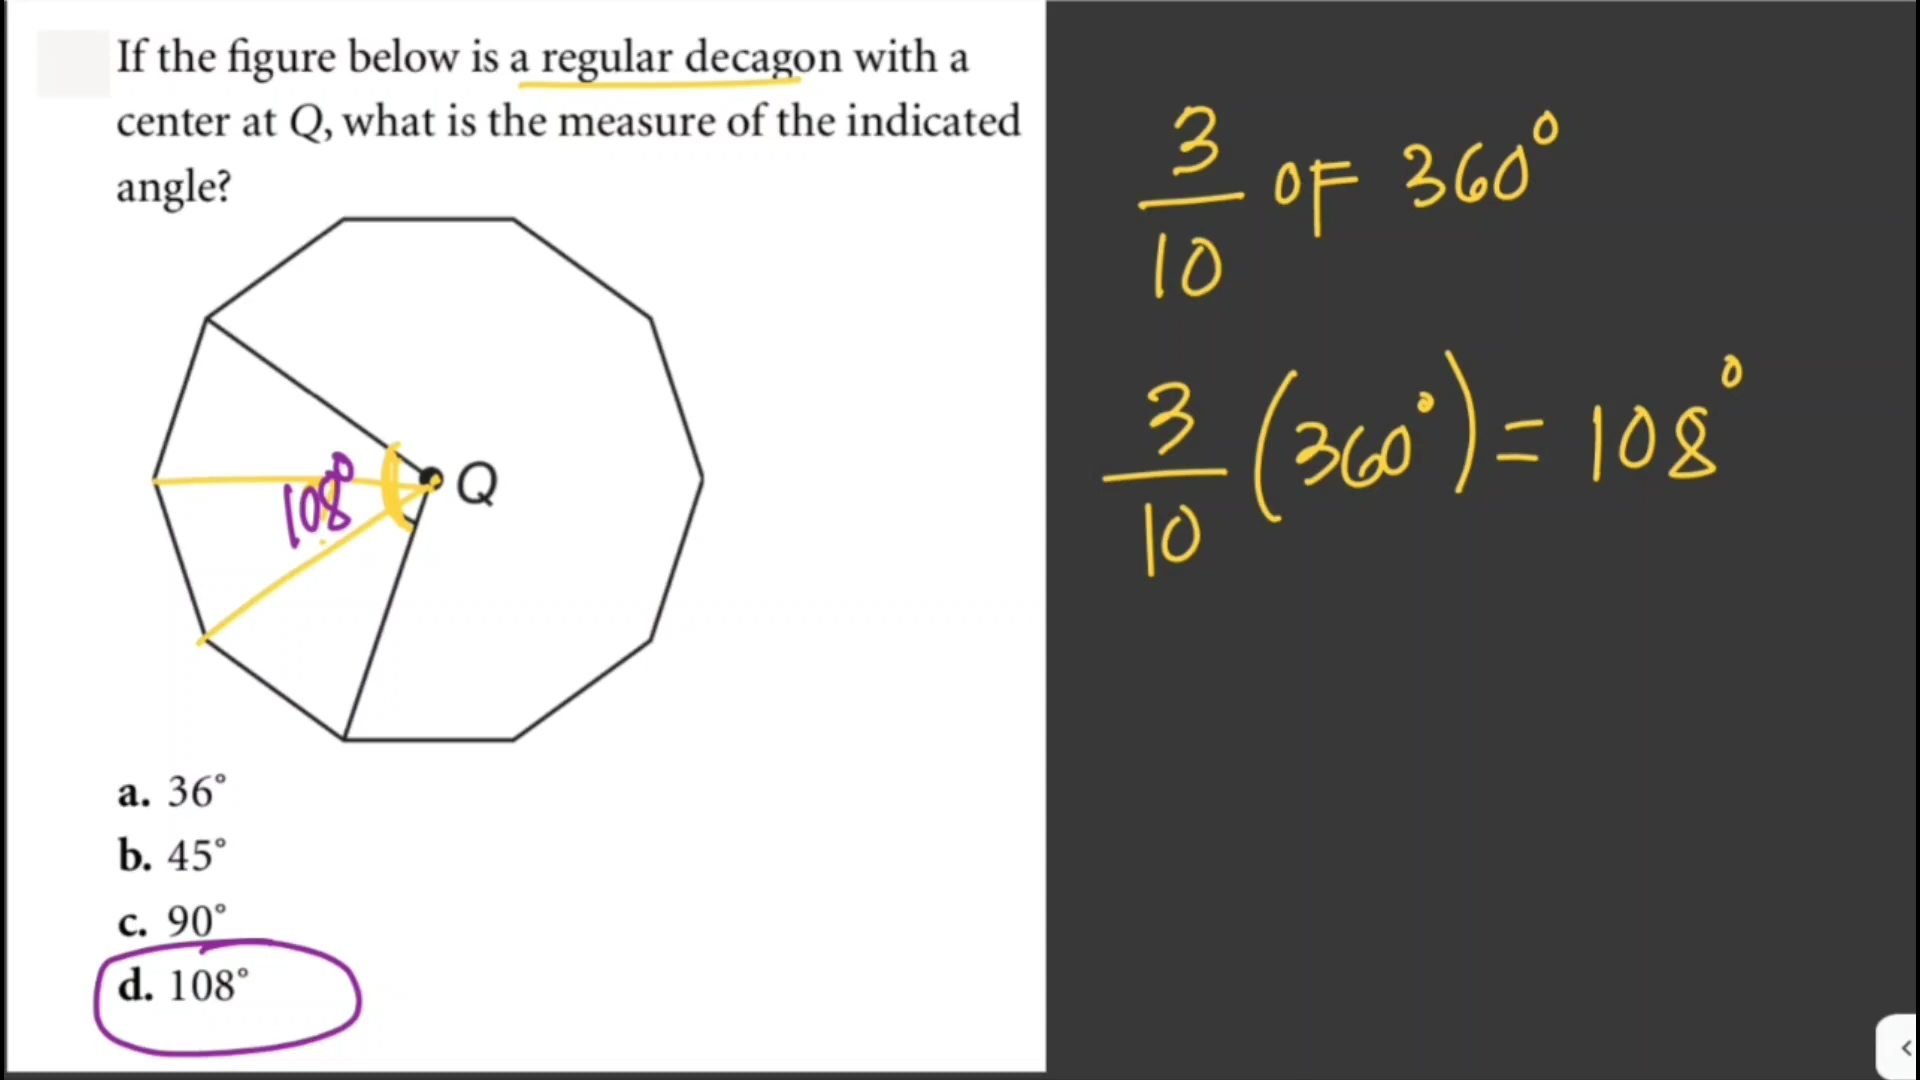 If the figure below is a regular decagon with a
center at Q, what is the measure of the indicated
angle?
108°
Q
a. 36°
b. 45°
c. 90°
d. 108°
3/10 OF 360°
3/10 (360°) = 108°